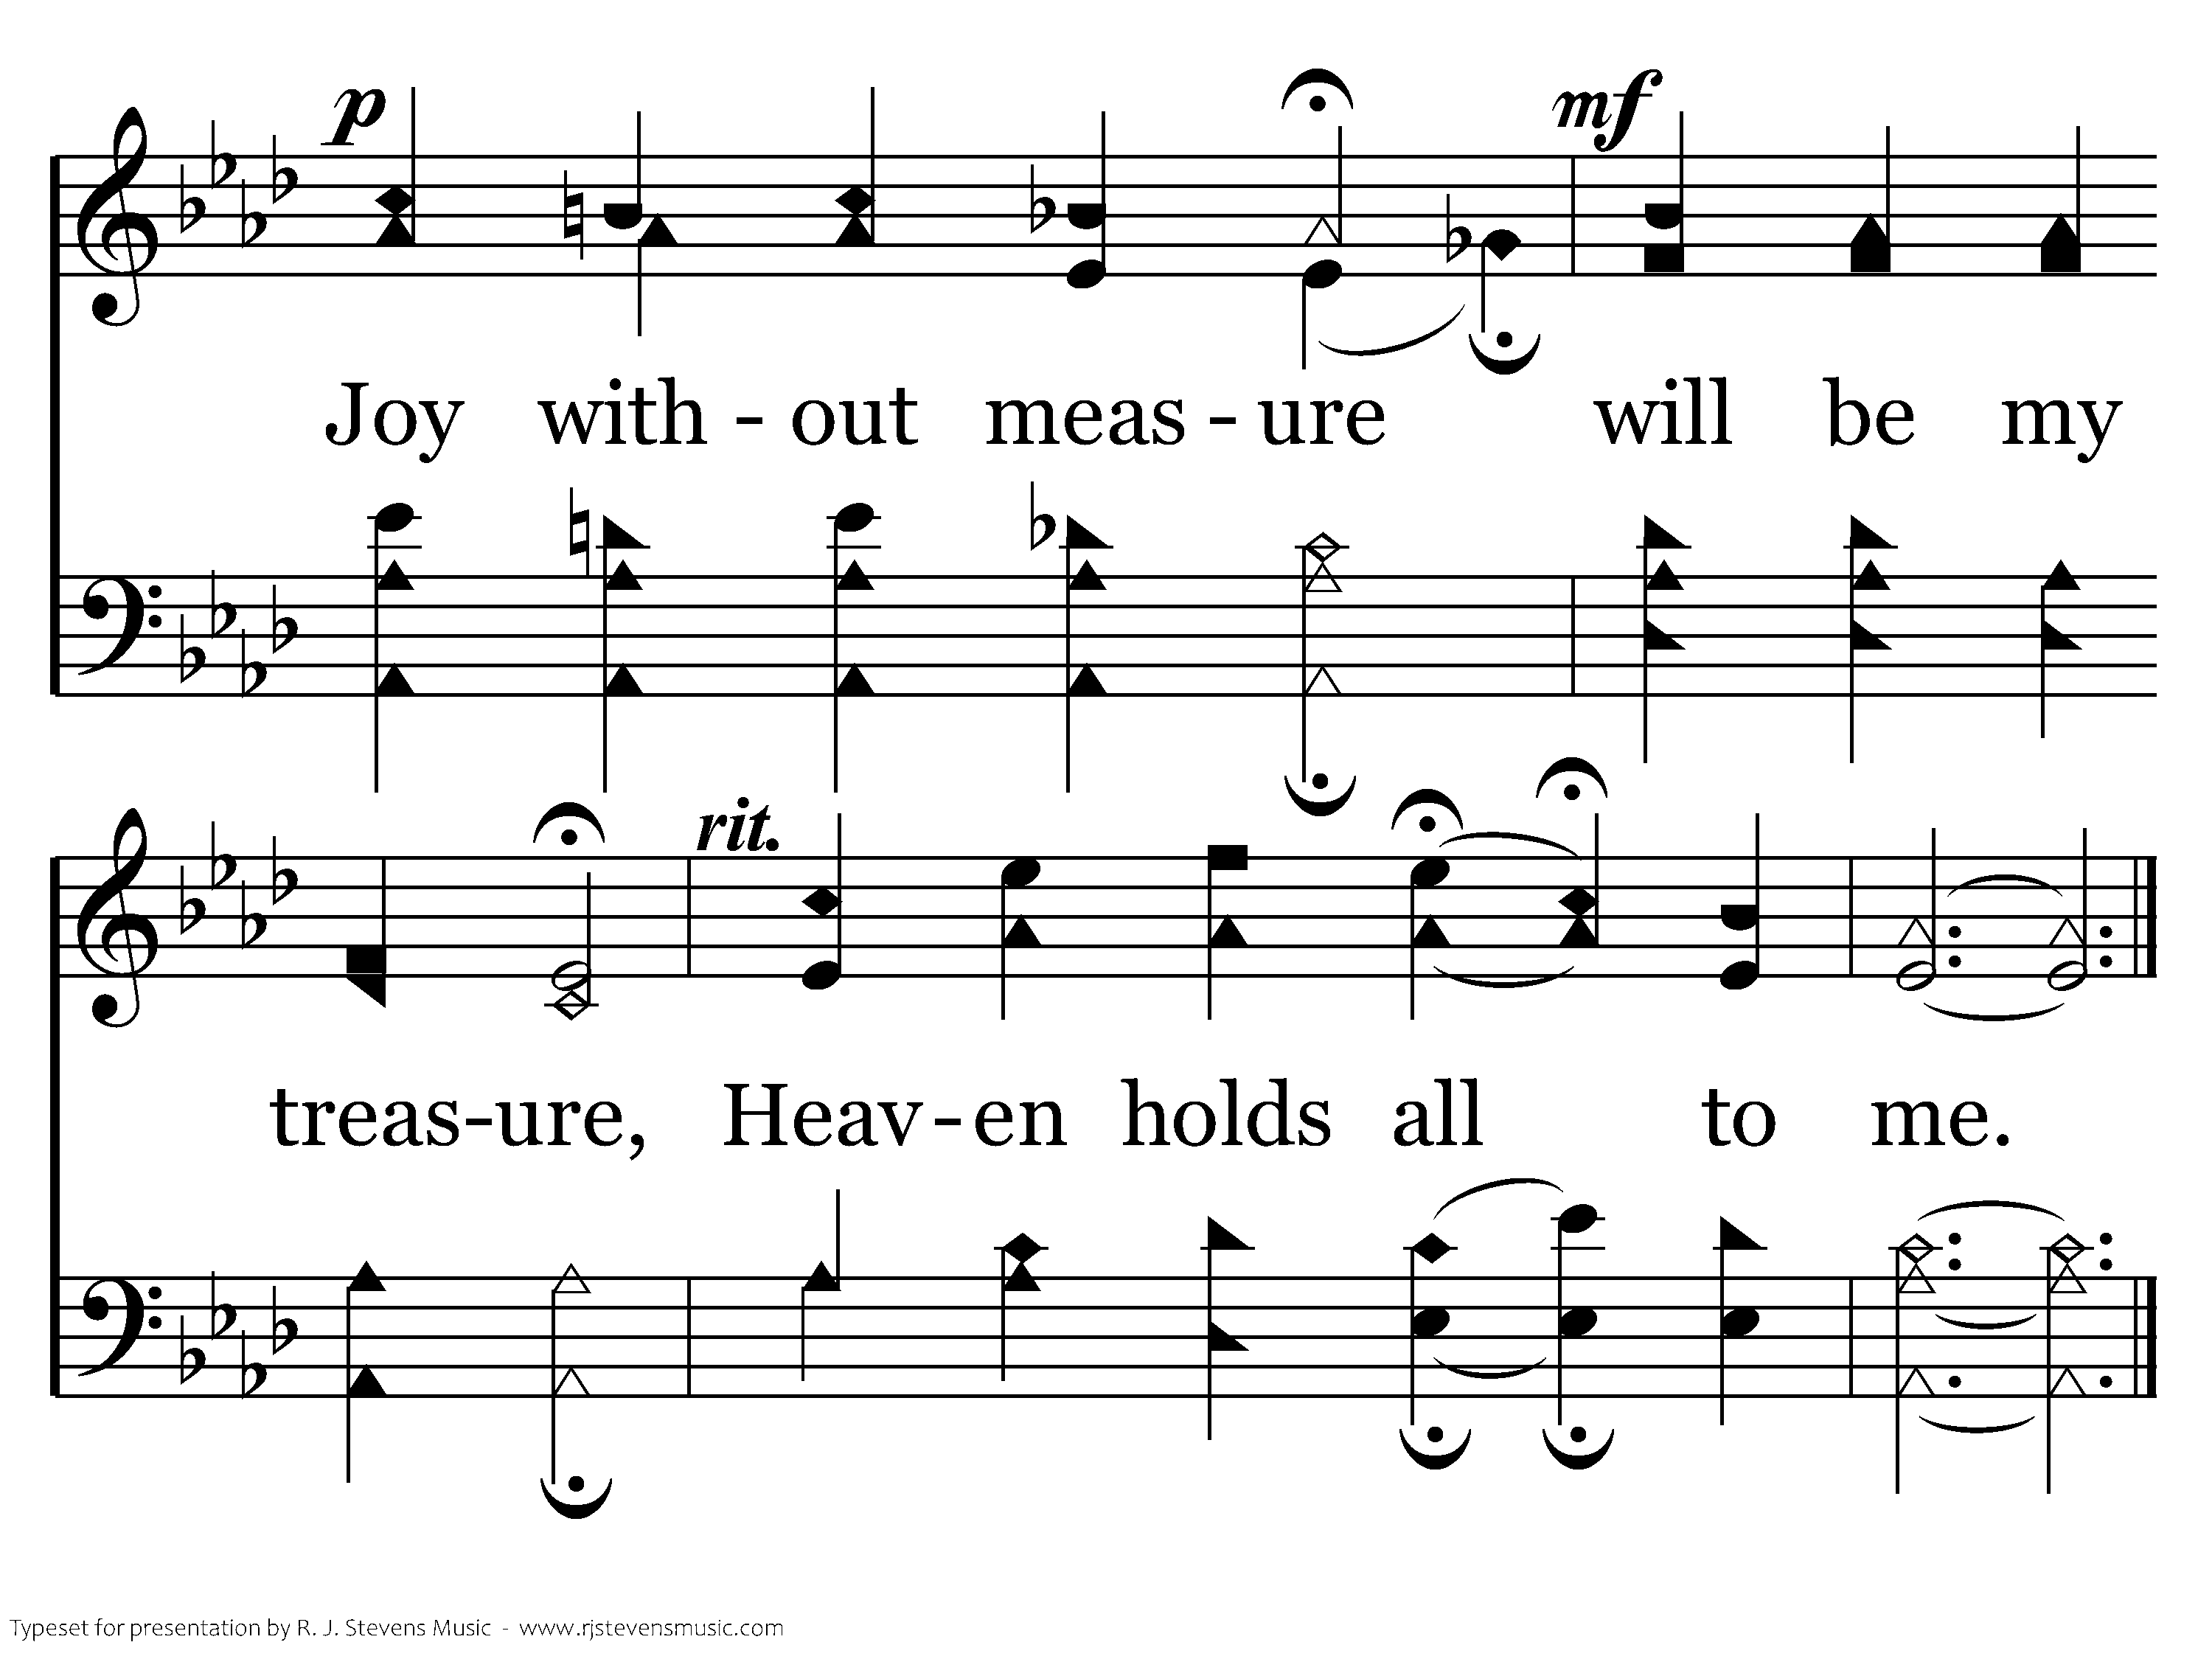 p mf
Joy with - out meas - ure will be my
rit.
treas-ure, Heav-en holds all to me.
Typeset for presentation by R. J. Stevens Music - www.rjstevensmusic.com